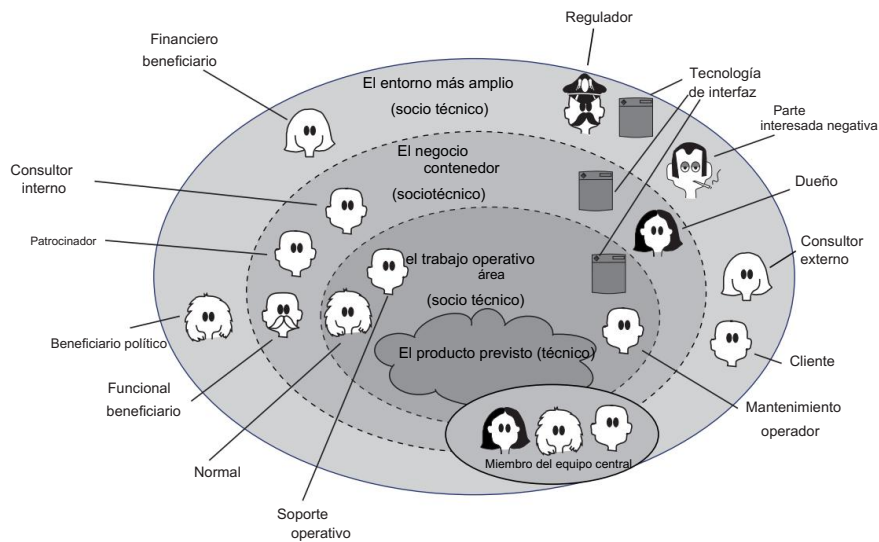 Regulador
Financiero
beneficiario
El entorno más amplio
(socio técnico)
Tecnología
de interfaz
Parte
interesada negativa
El negocio
contenedor
(sociotécnico)
Consultor
interno
Dueño
Patrocinador
el trabajo operativo
área
(socio técnico)
Consultor
externo
Beneficiario político
El producto previsto (técnico)
Cliente
Funcional
beneficiario
Mantenimiento
operador
Miembro del equipo central
Normal
Soporte
operativo